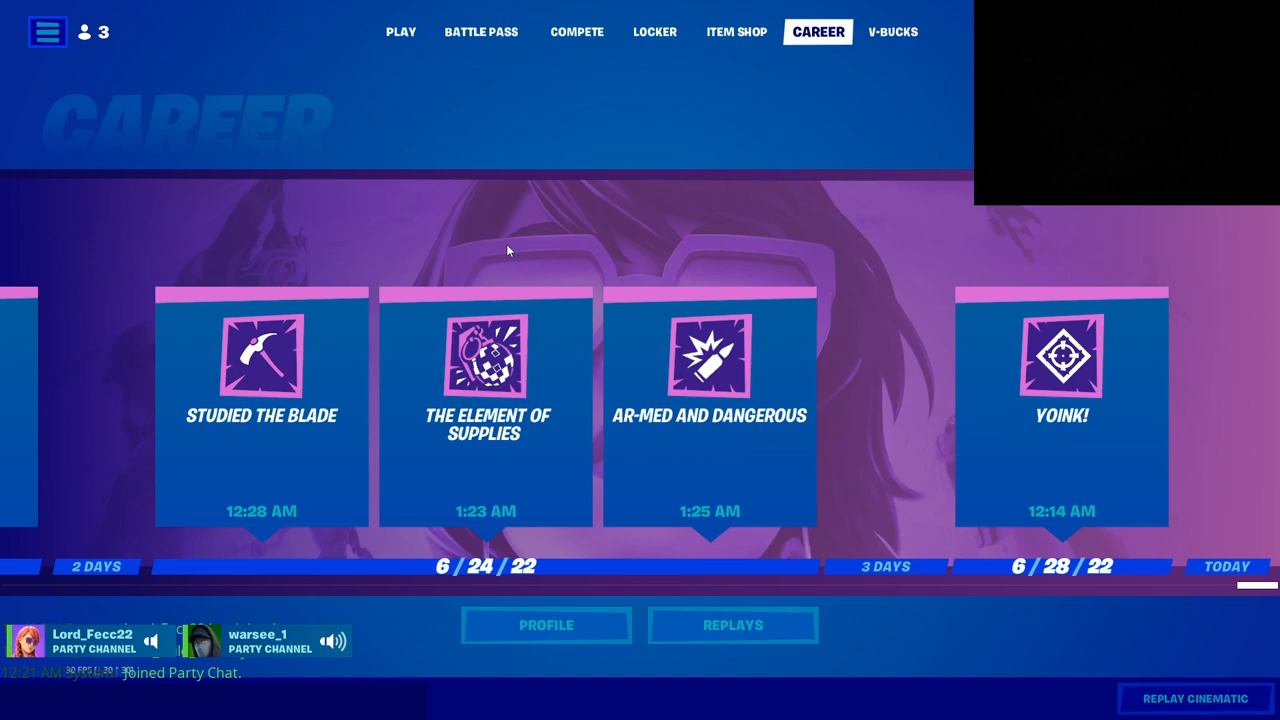 3
PLAY
BATTLE PASS
COMPETE
LOCKER
ITEM SHOP
CAREER
V-BUCKS
CAREER
STUDIED THE BLADE
12:28 AM
THE ELEMENT OF
SUPPLIES
1:23 AM
AR-MED AND DANGEROUS
1:25 AM
YOINK!
12:14 AM
2 DAYS
6/24/22
3 DAYS
6/28/22
TODAY
PROFILE
REPLAYS
Lord_Fecc22
PARTY CHANNEL
warsee_1
PARTY CHANNEL
12:21 AM System: Joined Party Chat.
REPLAY CINEMATIC